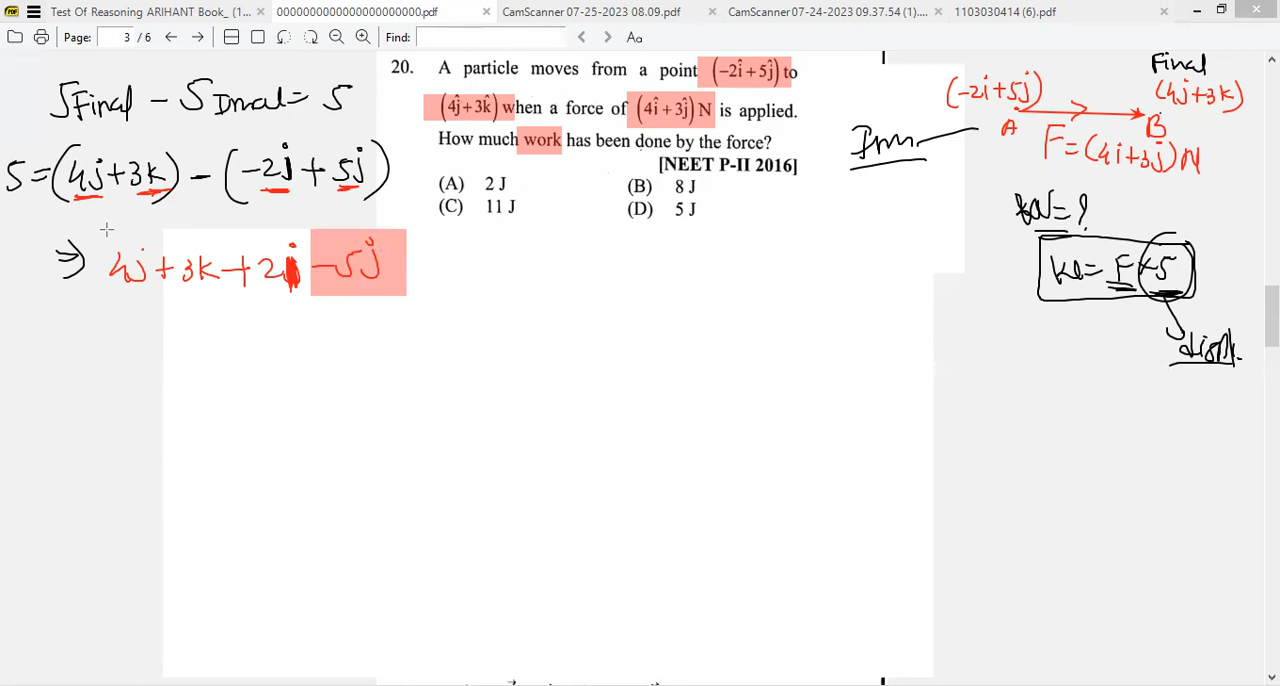 Test Of Reasoning ARIHANT Book_ (1... × 0000000000000000000000.pdf × CamScanner 07-25-2023 08.09.pdf × CamScanner 07-24-2023 09.37.54 (1).... × 1103030414 (6).pdf ×
Page: 3 / 6 Find: Aa
20. A particle moves from a point (−2î + 5ĵ) to
(4ĵ + 3k̂) when a force of (4î + 3ĵ) N is applied.
How much work has been done by the force?
[NEET P-II 2016]
(A) 2 J (B) 8 J
(C) 11 J (D) 5 J
S Final - S = S
S = (4j + 3k) - (-2j + 5j)
⇒ 4j + 3k + 2i - 5j
Final
(-2i + 5j) (4j + 3k)
A B
F = (4i + 3j) N
W = ?
F × S